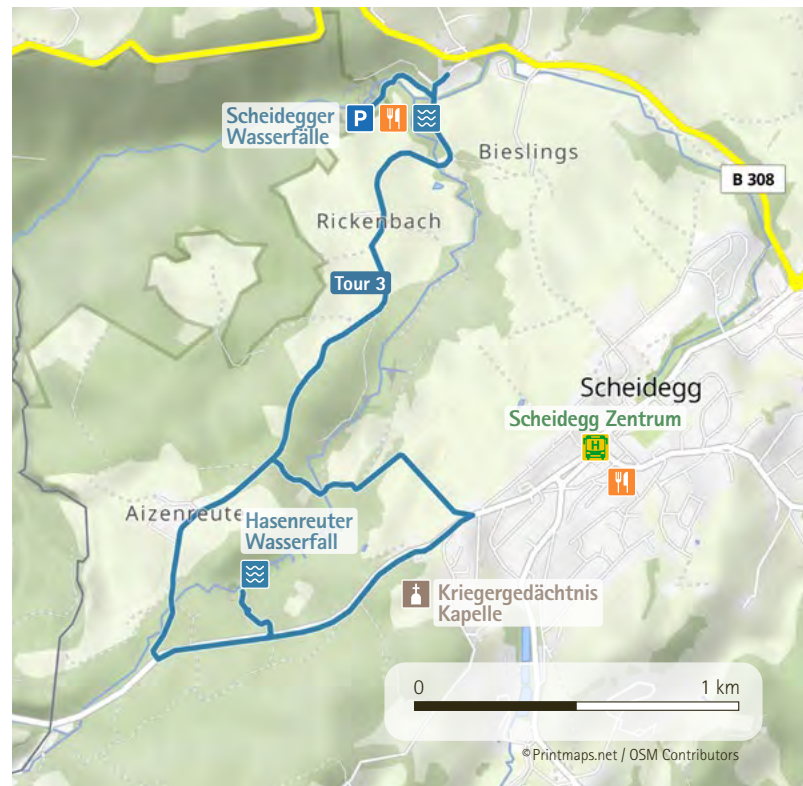 Scheidegger
Wasserfälle
P
Bieslings
B 308
Rickenbach
Tour 3
Scheidegg
Scheidegg Zentrum
H
Aizenreute
Hasenreuter
Wasserfall
Kriegergedächtnis
Kapelle
0 1 km
© Printmaps.net / OSM Contributors